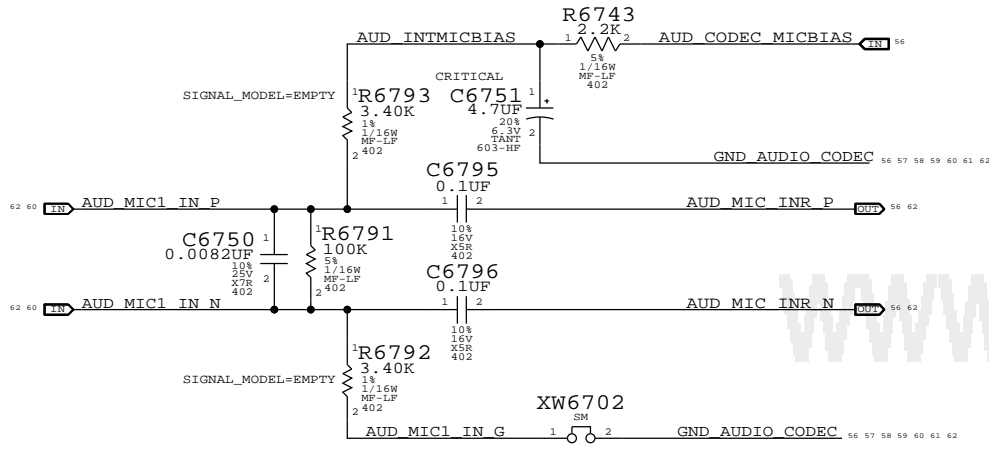 R6743
2.2K
AUD_INTMICBIAS
1
2
AUD_CODEC_MICBIAS
IN
56
5%
1/16W
MF-LF
402
CRITICAL
SIGNAL_MODEL=EMPTY
1
R6793
3.40K
1%
1/16W
MF-LF
402
2
C6751
4.7UF
20%
6.3V
TANT
603-HF
1
+
2
GND_AUDIO_CODEC
56 57 58 59 60 61 62
C6795
0.1UF
62 60
IN
AUD_MIC1_IN_P
1
2
AUD_MIC_INR_P
OUT
56 62
10%
16V
X5R
402
C6750
0.0082UF
10%
25V
X7R
402
1
2
1
R6791
100K
5%
1/16W
MF-LF
402
2
C6796
0.1UF
62 60
IN
AUD_MIC1_IN_N
1
2
AUD_MIC_INR_N
OUT
56 62
10%
16V
X5R
402
SIGNAL_MODEL=EMPTY
1
R6792
3.40K
1%
1/16W
MF-LF
402
2
XW6702
SM
AUD_MIC1_IN_G
1
2
GND_AUDIO_CODEC
56 57 58 59 60 61 62